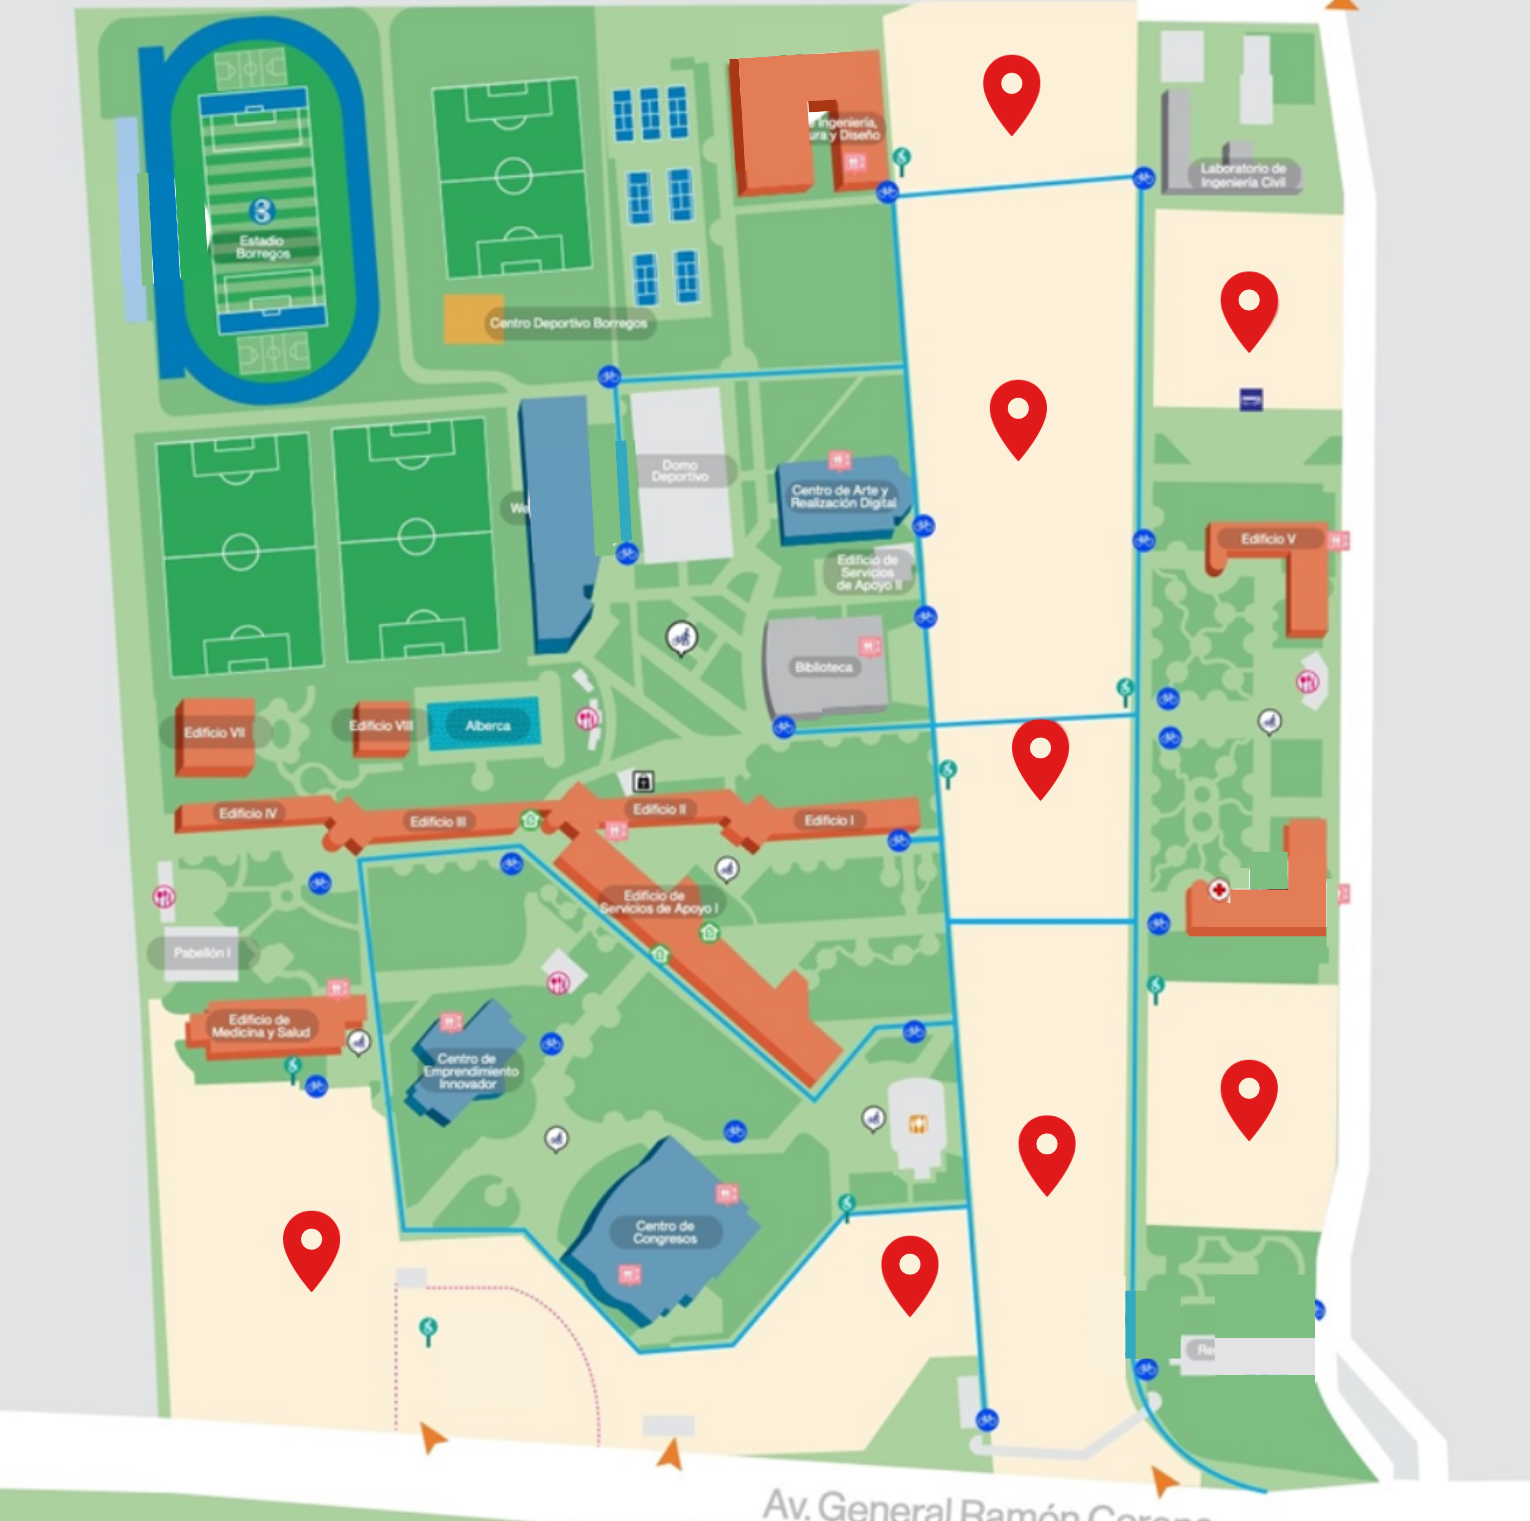 Ingeniería,
ura y Diseño
Laboratorio de
Ingeniería Civil
Estadio
Borregos
Centro Deportivo Borregos
Domo
Deportivo
Centro de Arte y
Realización Digital
We
Edificio V
Edificio de
Servicios
de Apoyo II
Biblioteca
Edificio VII
Edificio VIII
Alberca
Edificio IV
Edificio III
Edificio II
Edificio I
Edificio de
Servicios de Apoyo I
Pabellón I
Edificio de
Medicina y Salud
Centro de
Emprendimiento
Innovador
Centro de
Congresos
Re
Av. General Ramón Corona